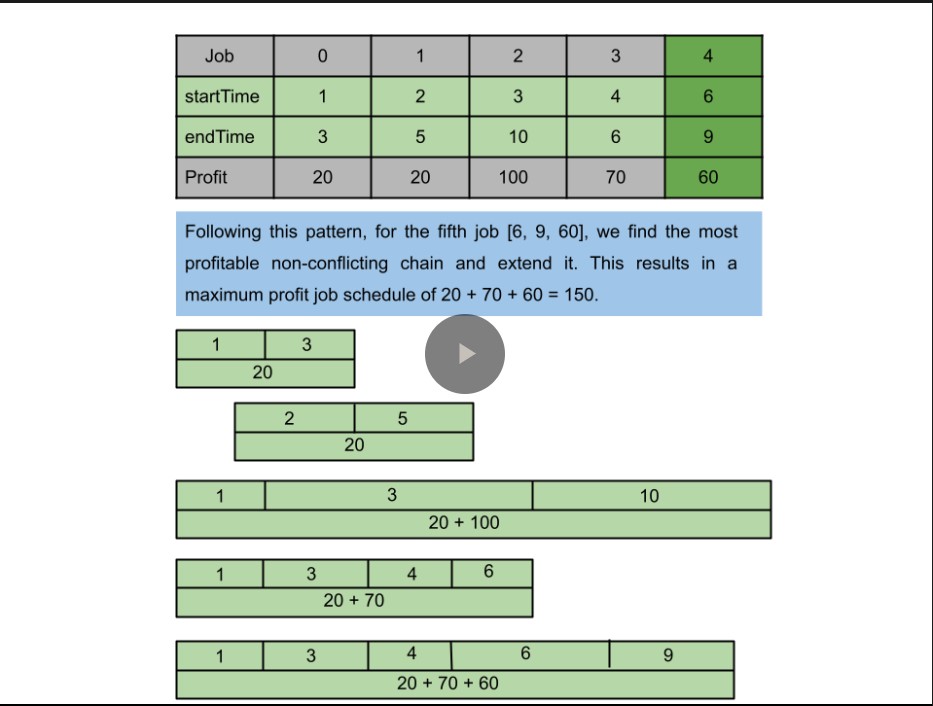 Job 0 1 2 3 4
startTime 1 2 3 4 6
endTime 3 5 10 6 9
Profit 20 20 100 70 60
Following this pattern, for the fifth job [6, 9, 60], we find the most
profitable non-conflicting chain and extend it. This results in a
maximum profit job schedule of 20 + 70 + 60 = 150.
1 3
20
2 5
20
1 3 10
20 + 100
1 3 4 6
20 + 70
1 3 4 6 9
20 + 70 + 60